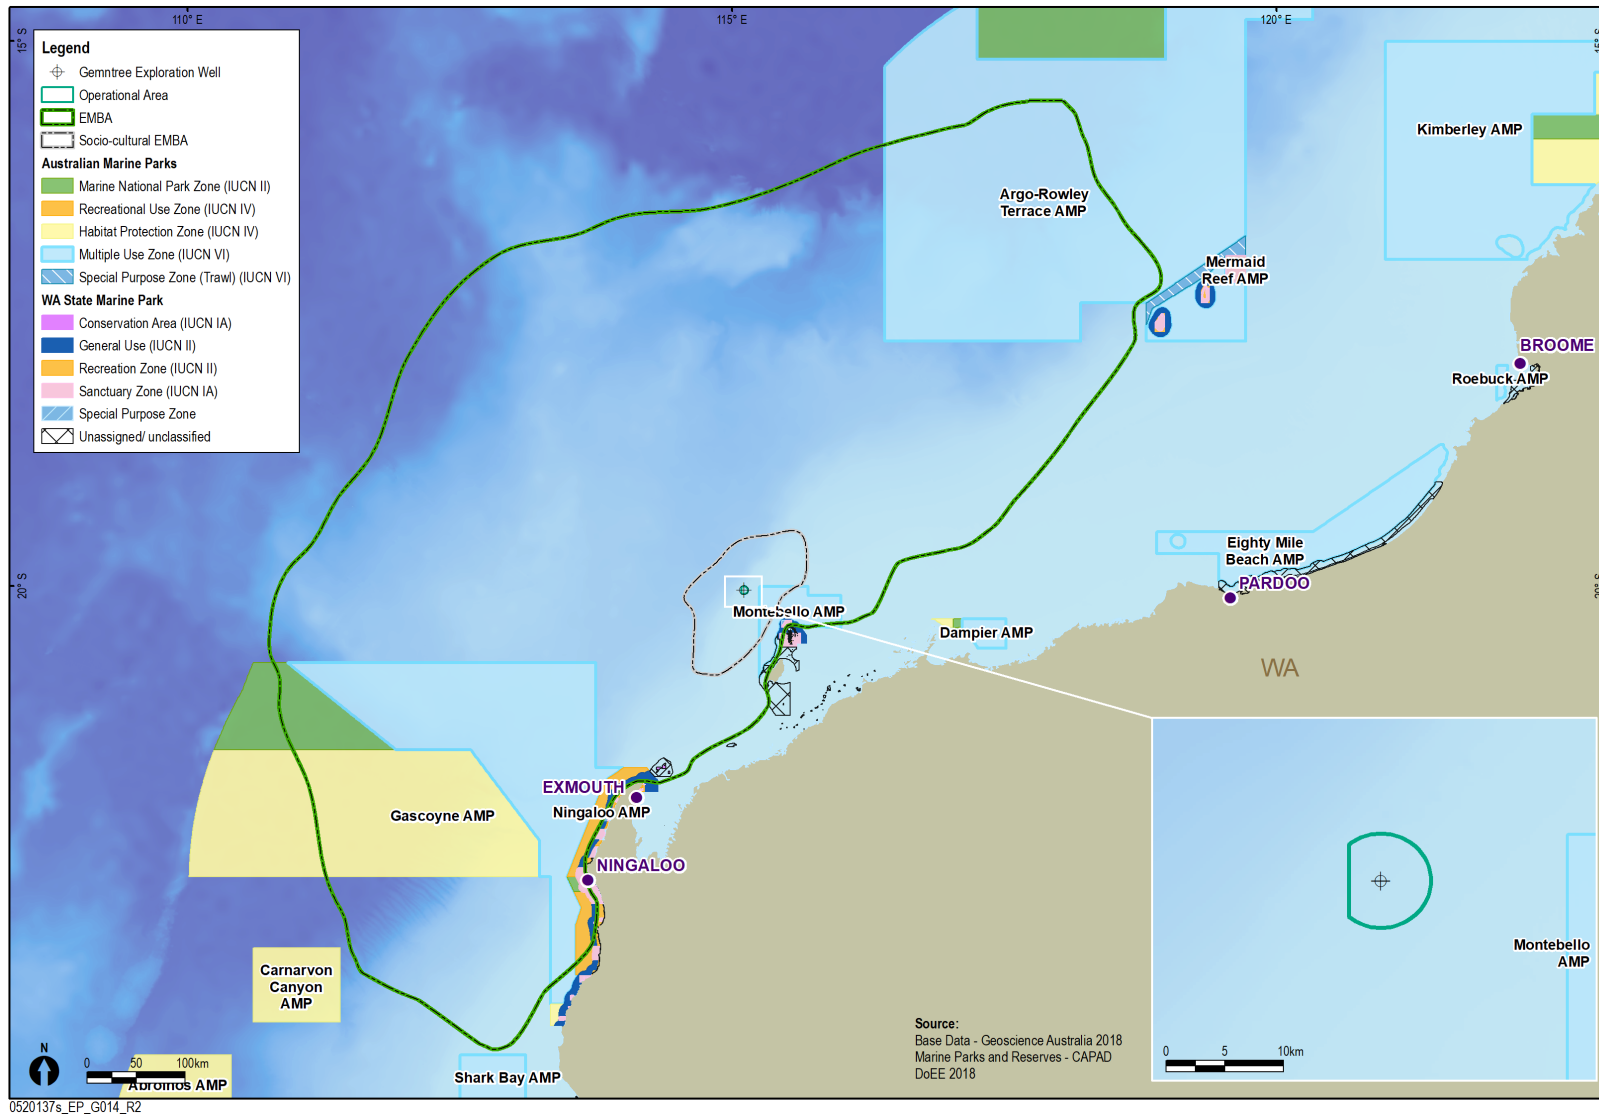 110° E
115° E
120° E
15° S
15° S
Legend
Gemntree Exploration Well
Operational Area
EMBA
Socio-cultural EMBA
Australian Marine Parks
Marine National Park Zone (IUCN II)
Recreational Use Zone (IUCN IV)
Habitat Protection Zone (IUCN IV)
Multiple Use Zone (IUCN VI)
Special Purpose Zone (Trawl) (IUCN VI)
WA State Marine Park
Conservation Area (IUCN IA)
General Use (IUCN II)
Recreation Zone (IUCN II)
Sanctuary Zone (IUCN IA)
Special Purpose Zone
Unassigned/ unclassified
Kimberley AMP
Argo-Rowley
Terrace AMP
Mermaid
Reef AMP
BROOME
Roebuck AMP
Eighty Mile
Beach AMP
PARDOO
20° S
20° S
Montebello AMP
Dampier AMP
WA
EXMOUTH
Ningaloo AMP
Gascoyne AMP
NINGALOO
Carnarvon
Canyon
AMP
Montebello
AMP
Source:
Base Data - Geoscience Australia 2018
Marine Parks and Reserves - CAPAD
DoEE 2018
N
0 50 100km
Abrolhos AMP
Shark Bay AMP
0 5 10km
0520137s_EP_G014_R2